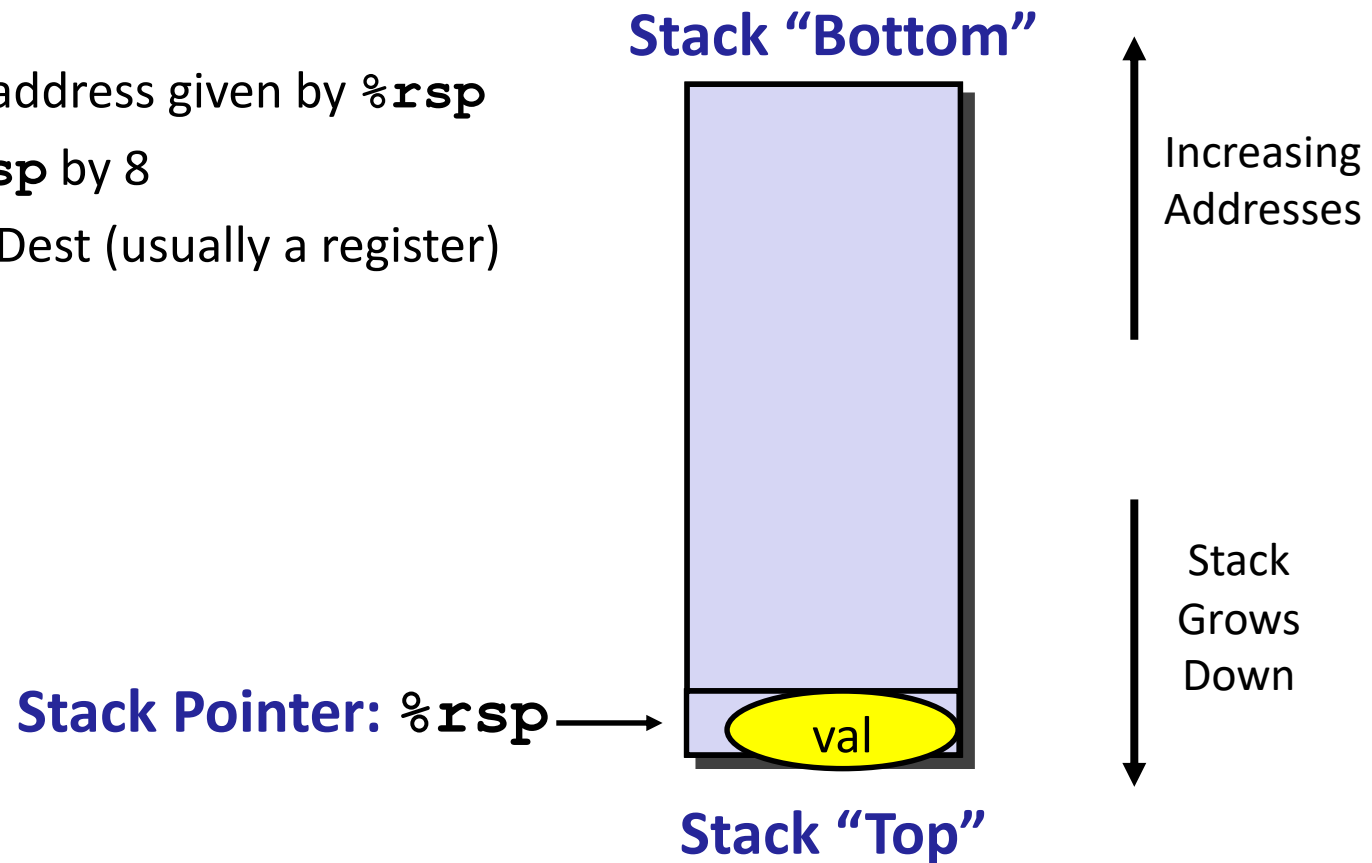 Stack “Bottom”
address given by %rsp
by 8
Dest (usually a register)
Increasing
Addresses
Stack
Grows
Down
Stack Pointer: %rsp
val
Stack “Top”